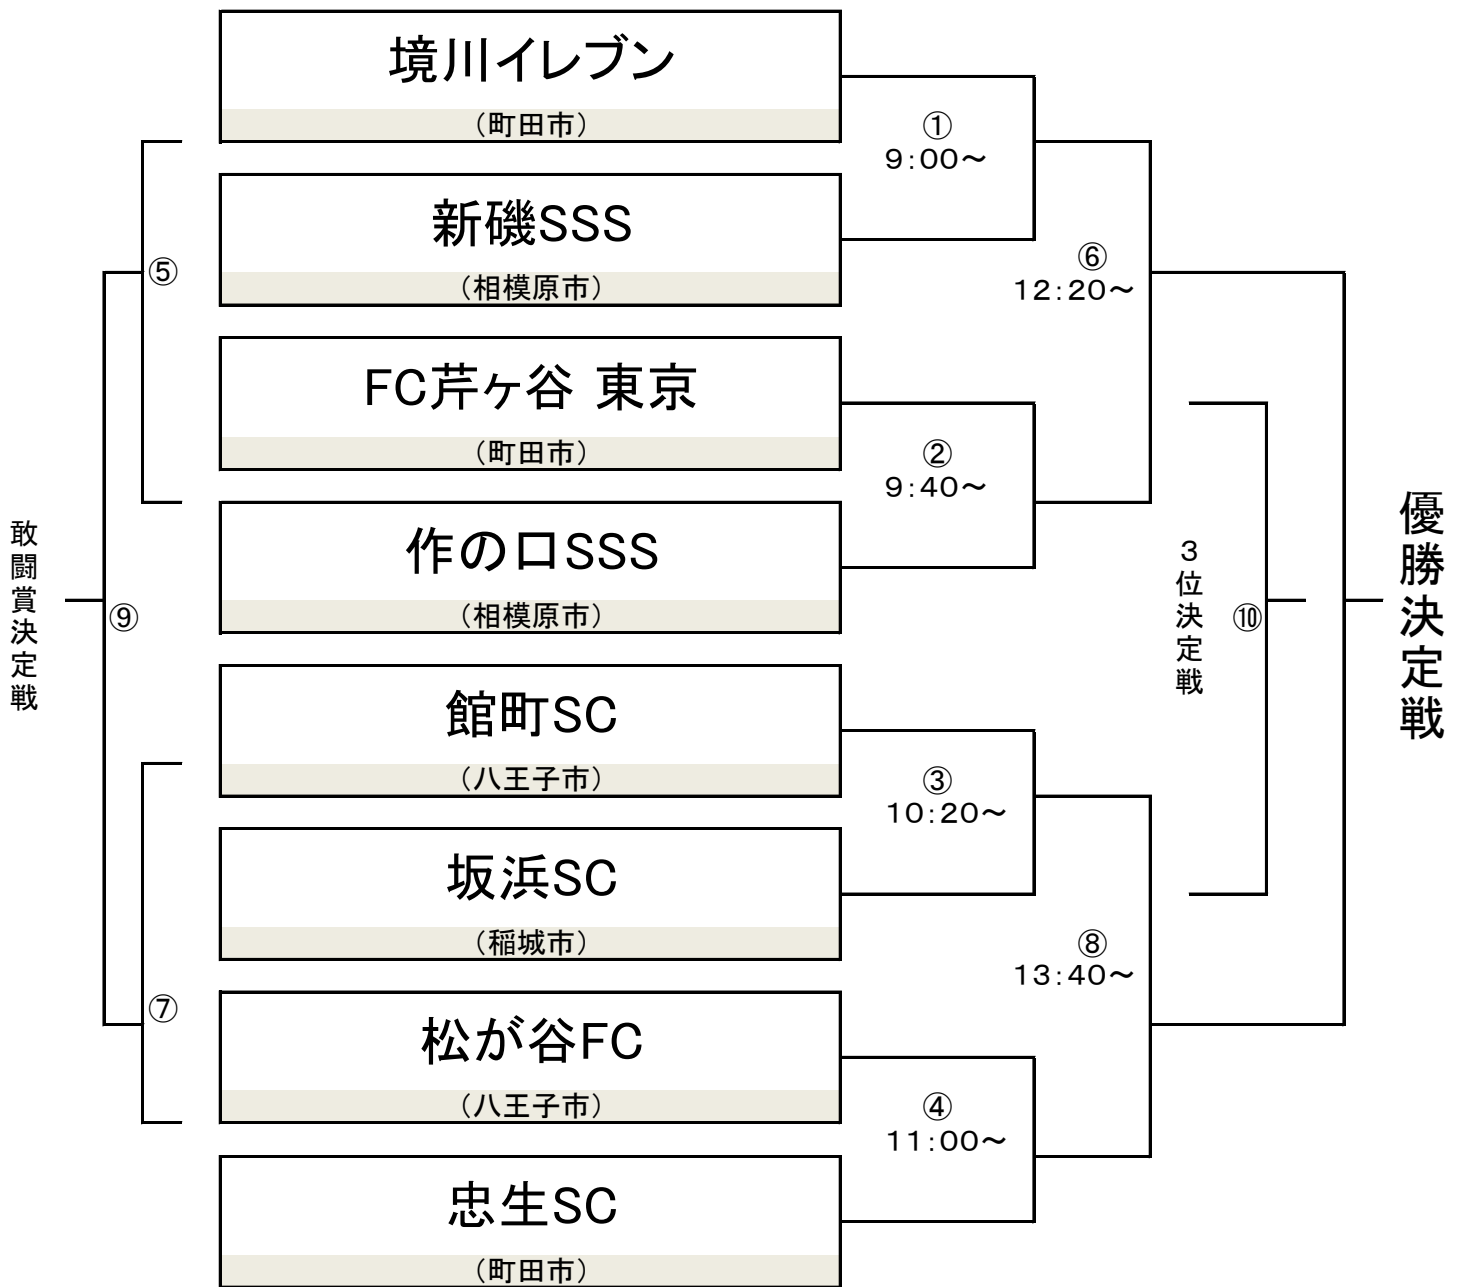 境川イレブン
（町田市）
①
9：00～
新磯SSS
（相模原市）
⑤
⑥
12：20～
FC芹ヶ谷 東京
（町田市）
②
9：40～
作の口SSS
（相模原市）
敢闘賞決定戦
⑨
3位決定戦
⑩
優勝決定戦
館町SC
（八王子市）
③
10：20～
坂浜SC
（稲城市）
⑧
13：40～
⑦
松が谷FC
（八王子市）
④
11：00～
忠生SC
（町田市）